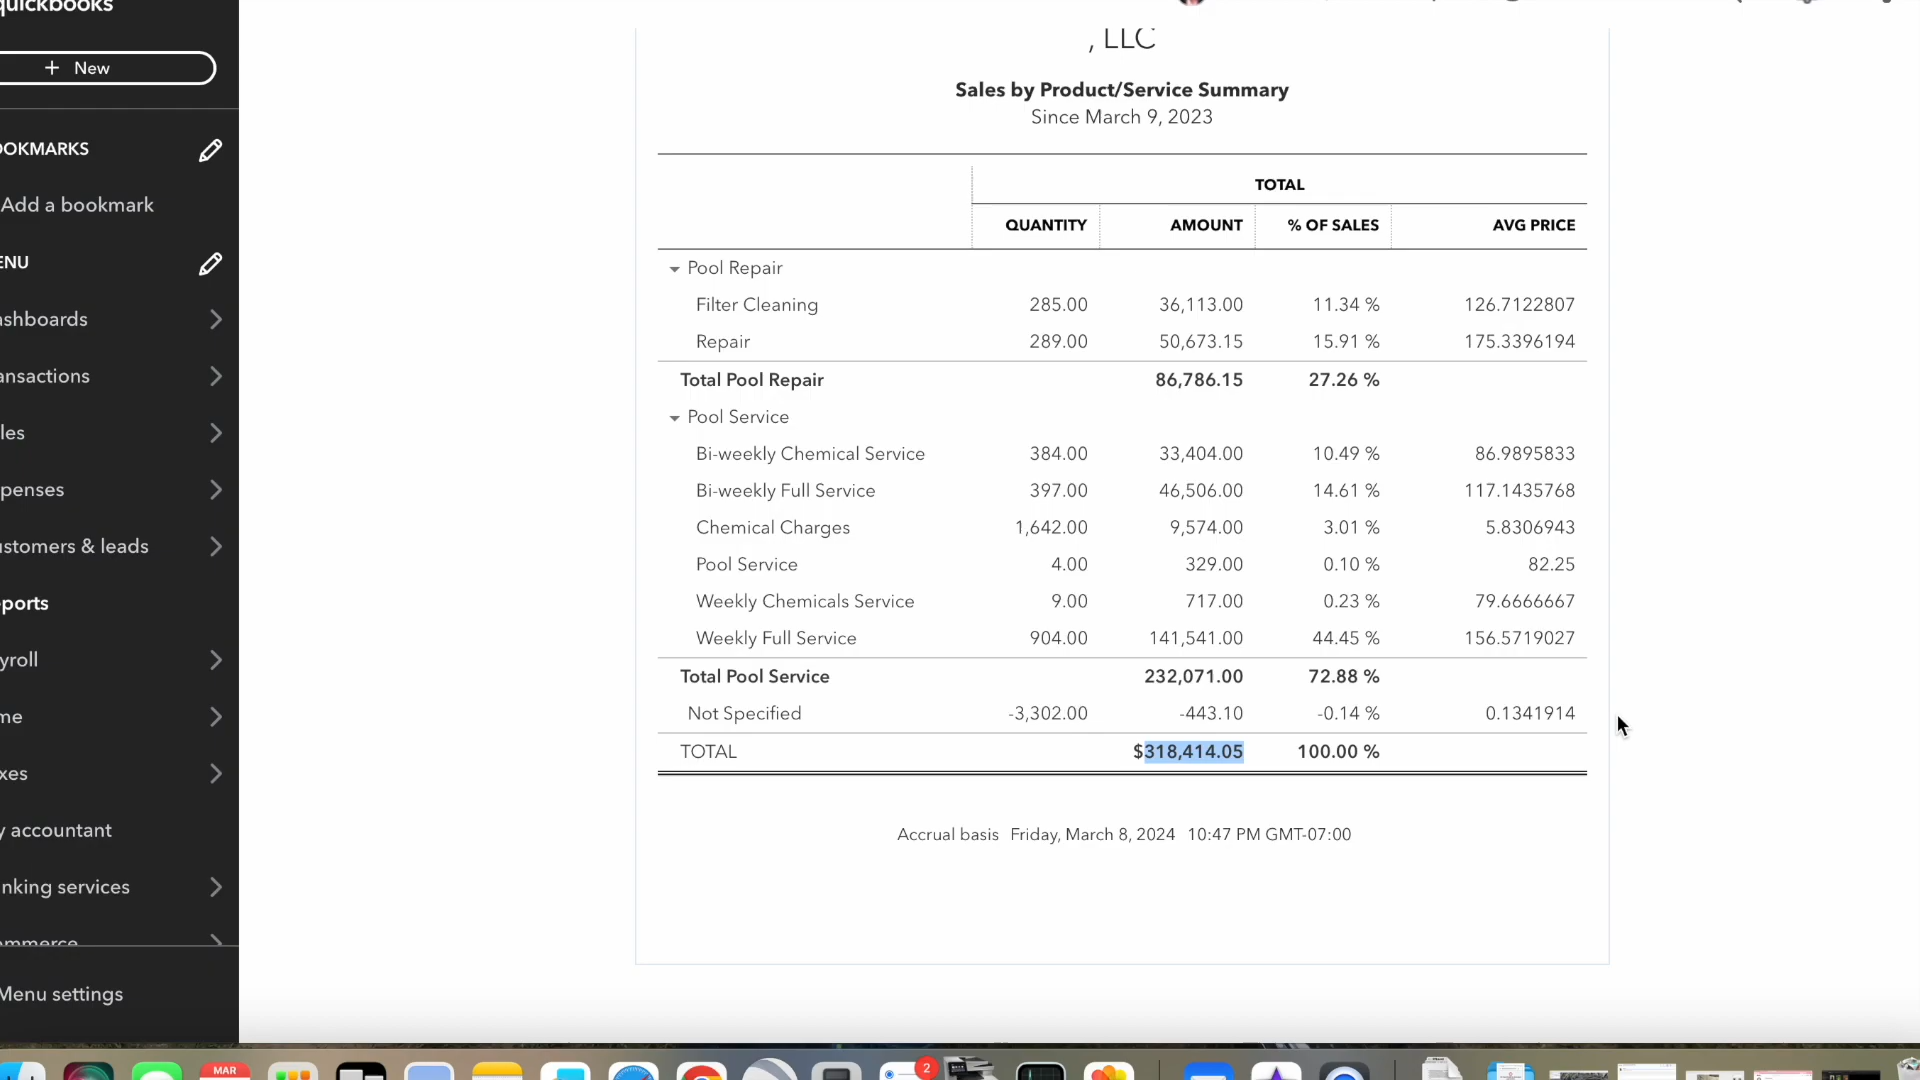 quickbooks
+ New
OOKMARKS
Add a bookmark
ENU
ashboards
ansactions
les
penses
ustomers & leads
ports
yroll
me
xes
y accountant
nking services
ommerce
Menu settings
, LLC
Sales by Product/Service Summary
Since March 9, 2023
TOTAL
QUANTITY AMOUNT % OF SALES AVG PRICE
Pool Repair
Filter Cleaning 285.00 36,113.00 11.34 % 126.7122807
Repair 289.00 50,673.15 15.91 % 175.3396194
Total Pool Repair 86,786.15 27.26 %
Pool Service
Bi-weekly Chemical Service 384.00 33,404.00 10.49 % 86.9895833
Bi-weekly Full Service 397.00 46,506.00 14.61 % 117.1435768
Chemical Charges 1,642.00 9,574.00 3.01 % 5.8306943
Pool Service 4.00 329.00 0.10 % 82.25
Weekly Chemicals Service 9.00 717.00 0.23 % 79.6666667
Weekly Full Service 904.00 141,541.00 44.45 % 156.5719027
Total Pool Service 232,071.00 72.88 %
Not Specified -3,302.00 -443.10 -0.14 % 0.1341914
TOTAL $318,414.05 100.00 %
Accrual basis Friday, March 8, 2024 10:47 PM GMT-07:00
MAR
2